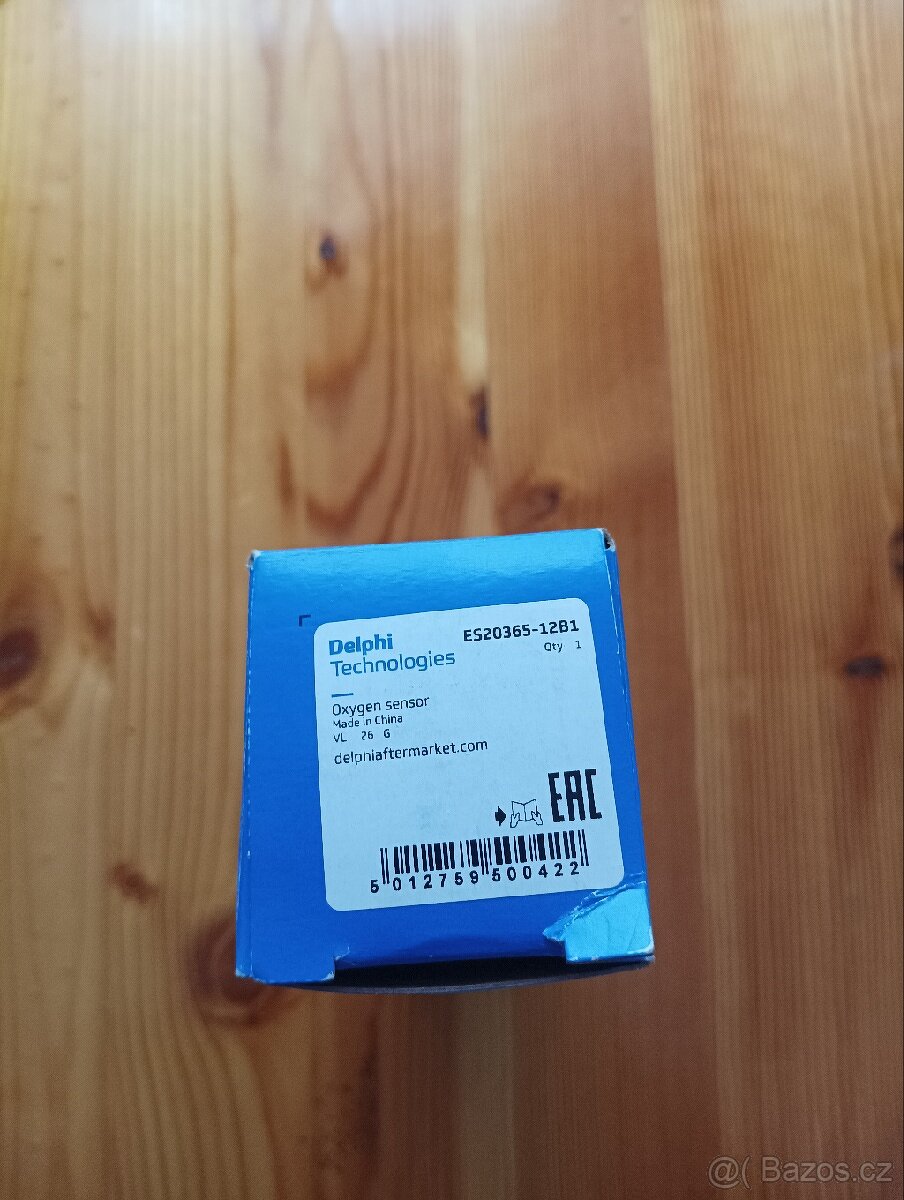 Delphi
Technologies
ES20365-12B1
Qty 1
Oxygen sensor
Made in China
VL 26 G
delphiaftermarket.com
EAC
5 012759 500422
@( Bazos.cz